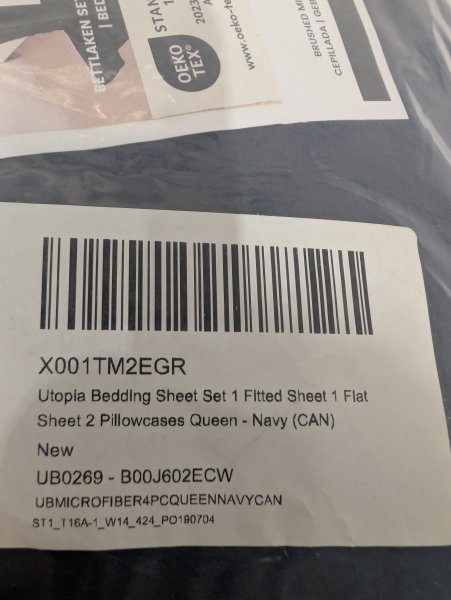 BETTLAKEN SET
| BED
OEKO
TEX®
STAN
2023
www.oeko-te
BRUSHED MI
CEPILLADA | GEB
X001TM2EGR
Utopia Bedding Sheet Set 1 Fitted Sheet 1 Flat
Sheet 2 Pillowcases Queen - Navy (CAN)
New
UB0269 - B00J602ECW
UBMICROFIBER4PCQUEENNAVYCAN
ST1_T16A-1_W14_424_PO190704